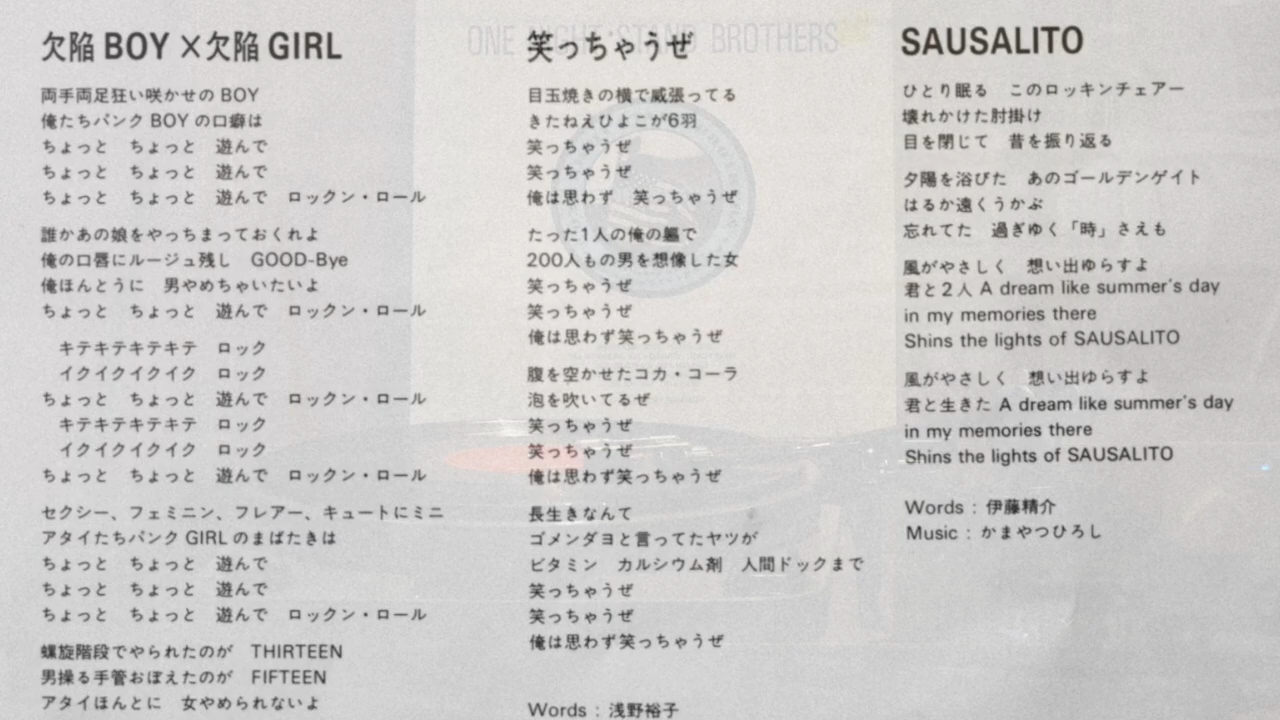 欠陥 BOY ×欠陥 GIRL
両手両足狂い咲かせの BOY
俺たちパンク BOY の口癖は
ちょっと　ちょっと　遊んで
ちょっと　ちょっと　遊んで
ちょっと　ちょっと　遊んで　ロックン・ロール
誰かあの娘をやっちまっておくれよ
俺の口唇にルージュ残し　GOOD-Bye
俺ほんとうに　男やめちゃいたいよ
ちょっと　ちょっと　遊んで　ロックン・ロール
キテキテキテキテ　ロック
イクイクイクイク　ロック
ちょっと　ちょっと　遊んで　ロックン・ロール
キテキテキテキテ　ロック
イクイクイクイク　ロック
ちょっと　ちょっと　遊んで　ロックン・ロール
セクシー、フェミニン、フレアー、キュートにミニ
アタイたちパンク GIRL のまばたきは
ちょっと　ちょっと　遊んで
ちょっと　ちょっと　遊んで
ちょっと　ちょっと　遊んで　ロックン・ロール
螺旋階段でやられたのが　THIRTEEN
男操る手管おぼえたのが　FIFTEEN
アタイほんとに　女やめられないよ
ONE NIGHT STAND BROTHERS
笑っちゃうぜ
目玉焼きの横で威張ってる
きたねえひよこが6羽
笑っちゃうぜ
笑っちゃうぜ
俺は思わず　笑っちゃうぜ
たった1人の俺の軀で
200人もの男を想像した女
笑っちゃうぜ
笑っちゃうぜ
俺は思わず笑っちゃうぜ
腹を空かせたコカ・コーラ
泡を吹いてるぜ
笑っちゃうぜ
笑っちゃうぜ
俺は思わず笑っちゃうぜ
長生きなんて
ゴメンダヨと言ってたヤツが
ビタミン　カルシウム剤　人間ドックまで
笑っちゃうぜ
笑っちゃうぜ
俺は思わず笑っちゃうぜ
Words : 浅野裕子
SAUSALITO
ひとり眠る　このロッキンチェアー
壊れかけた肘掛け
目を閉じて　昔を振り返る
夕陽を浴びた　あのゴールデンゲイト
はるか遠くうかぶ
忘れてた　過ぎゆく「時」さえも
風がやさしく　想い出ゆらすよ
君と2人 A dream like summer's day
in my memories there
Shins the lights of SAUSALITO
風がやさしく　想い出ゆらすよ
君と生きた A dream like summer's day
in my memories there
Shins the lights of SAUSALITO
Words : 伊藤精介
Music : かまやつひろし